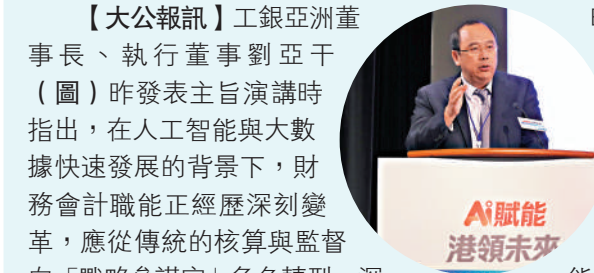 【大公報訊】工銀亞洲董
事長、執行董事劉亞干
（圖）昨發表主旨演講時
指出，在人工智能與大數
據快速發展的背景下，財
務會計職能正經歷深刻變
革，應從傳統的核算與監督
Ai賦能
港領未來